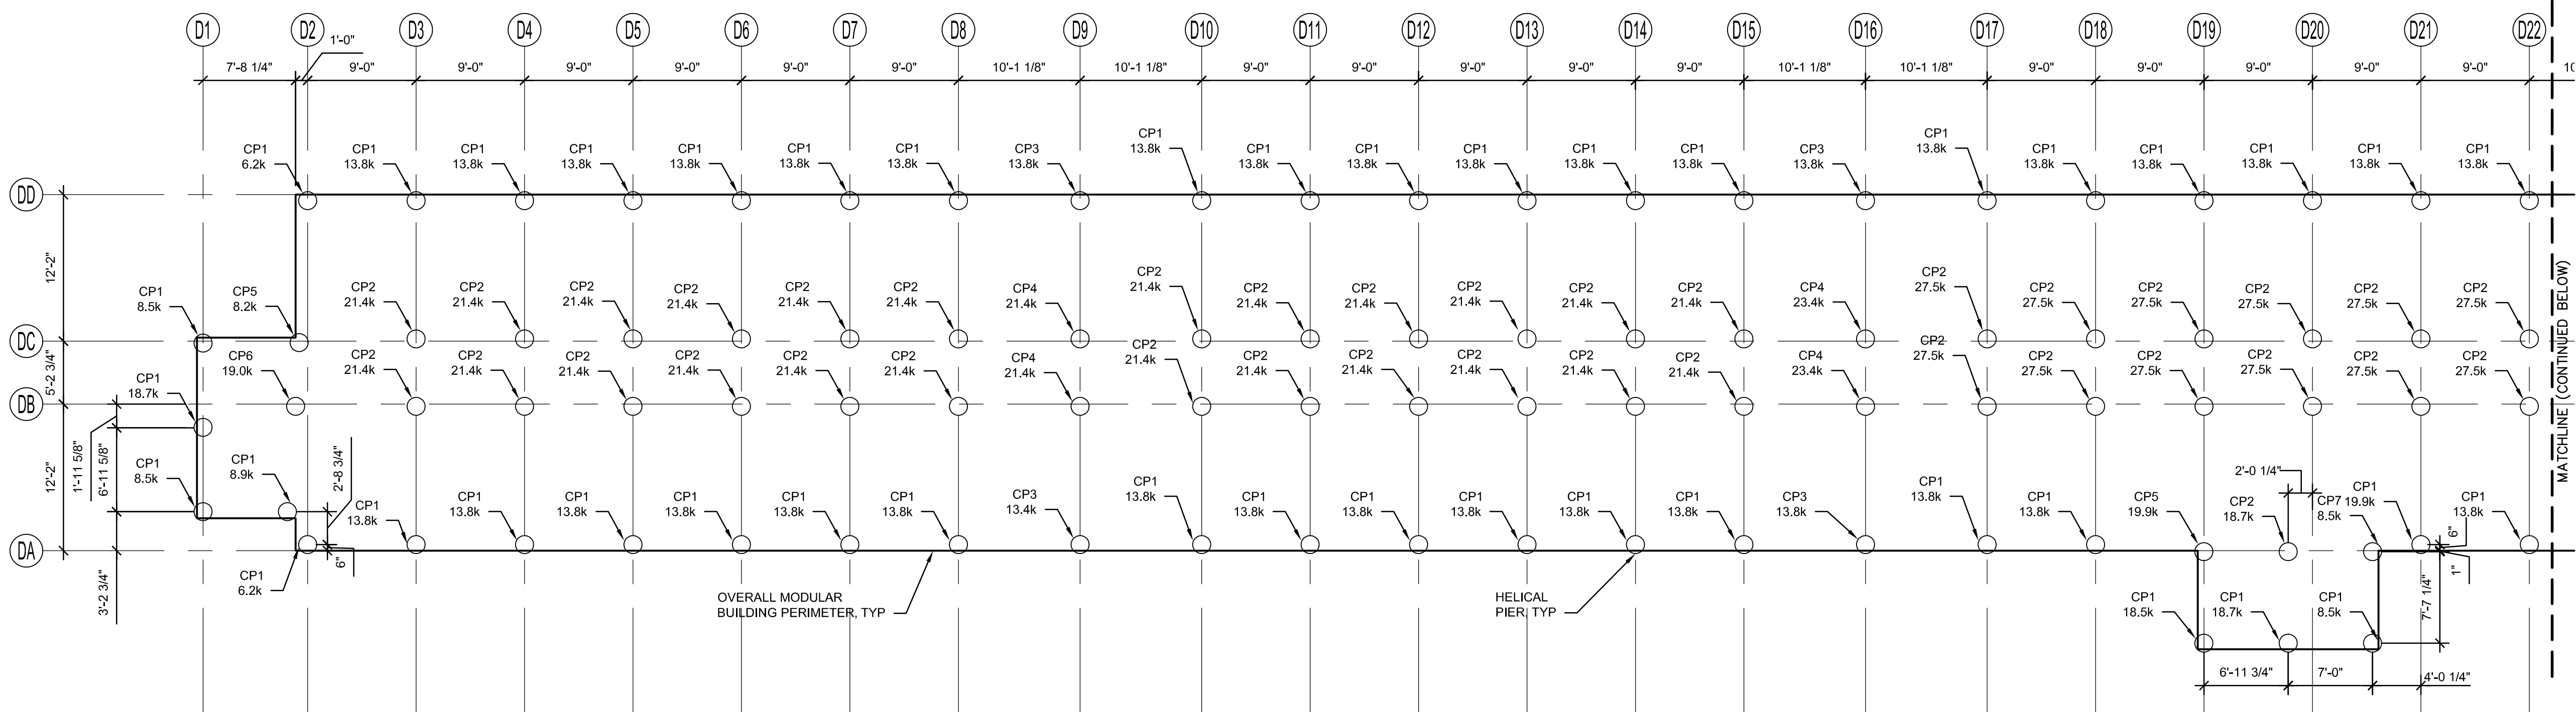 D1 D2 D3 D4 D5 D6 D7 D8 D9 D10 D11 D12 D13 D14 D15 D16 D17 D18 D19 D20 D21 D22
1'-0"
7'-8 1/4" 9'-0" 9'-0" 9'-0" 9'-0" 9'-0" 9'-0" 10'-1 1/8" 10'-1 1/8" 9'-0" 9'-0" 9'-0" 9'-0" 9'-0" 10'-1 1/8" 10'-1 1/8" 9'-0" 9'-0" 9'-0" 9'-0" 9'-0" 10
CP1 CP1 CP1 CP1 CP1 CP1 CP1 CP3 CP1 CP1 CP1 CP1 CP1 CP1 CP3 CP1 CP1 CP1 CP1 CP1 CP1
6.2k 13.8k 13.8k 13.8k 13.8k 13.8k 13.8k 13.8k 13.8k 13.8k 13.8k 13.8k 13.8k 13.8k 13.8k 13.8k 13.8k 13.8k 13.8k 13.8k 13.8k
DD
12'-2"
CP1 CP5 CP2 CP2 CP2 CP2 CP2 CP2 CP4 CP2 CP2 CP2 CP2 CP2 CP2 CP4 CP2 CP2 CP2 CP2 CP2 CP2
8.5k 8.2k 21.4k 21.4k 21.4k 21.4k 21.4k 21.4k 21.4k 21.4k 21.4k 21.4k 21.4k 21.4k 21.4k 23.4k 27.5k 27.5k 27.5k 27.5k 27.5k 27.5k
DC
5'-2 3/4"
CP6 CP2 CP2 CP2 CP2 CP2 CP2 CP4 CP2 CP2 CP2 CP2 CP2 CP2 CP4 CP2 CP2 CP2 CP2 CP2 CP2
19.0k 21.4k 21.4k 21.4k 21.4k 21.4k 21.4k 21.4k 21.4k 21.4k 21.4k 21.4k 21.4k 21.4k 23.4k 27.5k 27.5k 27.5k 27.5k 27.5k 27.5k
CP1
18.7k
DB
12'-2"
1'-11 5/8"
6'-11 5/8"
CP1 CP1
8.5k 8.9k
2'-8 3/4"
2'-0 1/4"
CP1 CP1 CP1 CP1 CP1 CP1 CP3 CP1 CP1 CP1 CP1 CP1 CP1 CP3 CP1 CP1 CP5 CP2 CP7 CP1 CP1
13.8k 13.8k 13.8k 13.8k 13.8k 13.8k 13.4k 13.8k 13.8k 13.8k 13.8k 13.8k 13.8k 13.8k 13.8k 13.8k 19.9k 18.7k 8.5k 19.9k 13.8k
DA
6"
6"
1"
3'-2 3/4"
CP1
6.2k
OVERALL MODULAR
BUILDING PERIMETER, TYP
HELICAL
PIER, TYP
CP1 CP1 CP1
18.5k 18.7k 8.5k
7'-7 1/4"
6'-11 3/4" 7'-0" 4'-0 1/4"
MATCHLINE (CONTINUED BELOW)